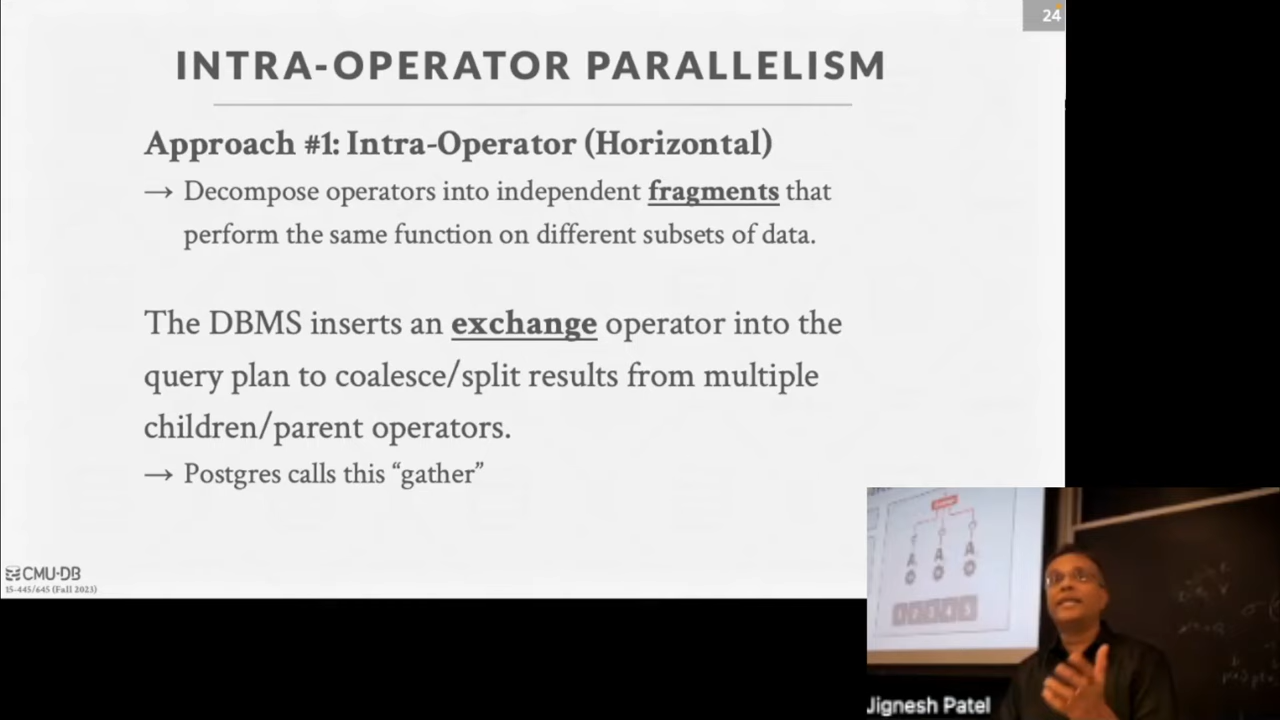 24
INTRA-OPERATOR PARALLELISM
Approach #1: Intra-Operator (Horizontal)
→ Decompose operators into independent fragments that
perform the same function on different subsets of data.
The DBMS inserts an exchange operator into the
query plan to coalesce/split results from multiple
children/parent operators.
→ Postgres calls this “gather”
CMU·DB
15-445/645 (Fall 2023)
A A A
Jignesh Patel